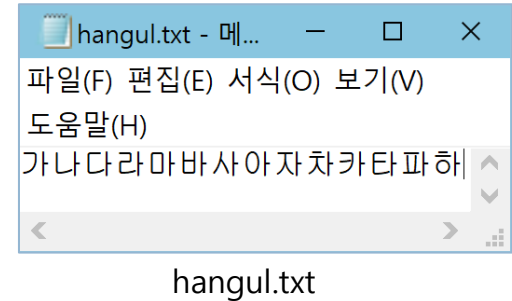 hangul.txt - 메...
파일(F) 편집(E) 서식(O) 보기(V)
도움말(H)
가나다라마바사아자차카타파하
hangul.txt